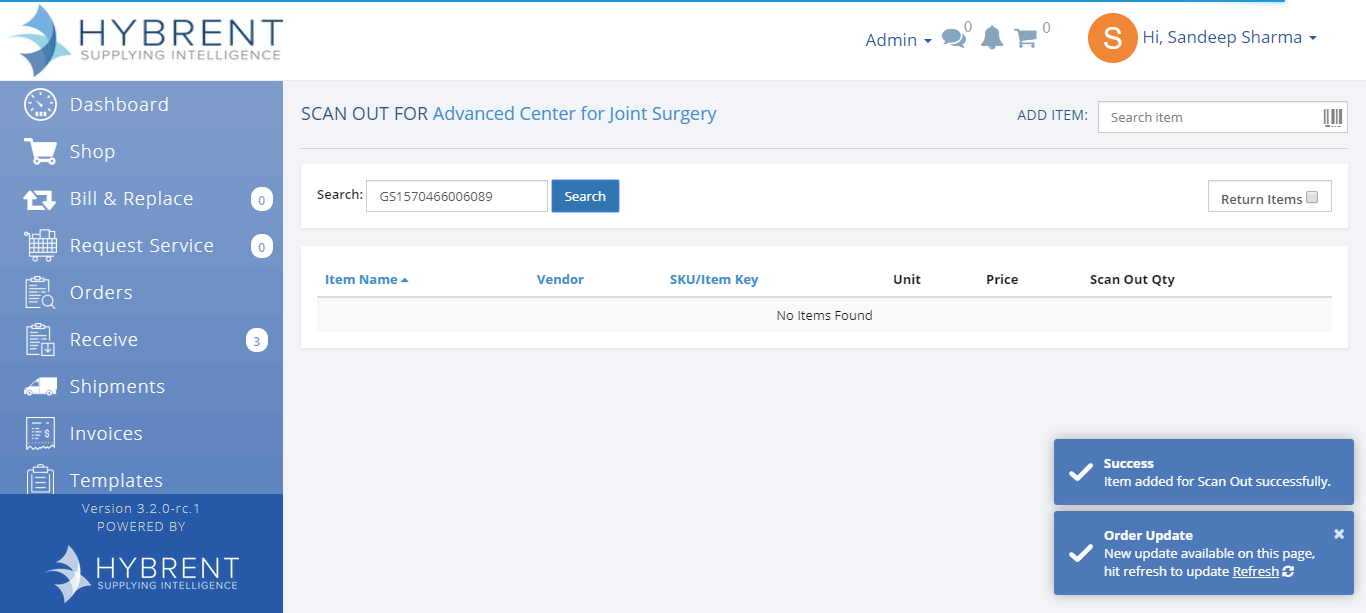 HYBRENT
SUPPLYING INTELLIGENCE
Admin
0
0
S
Hi, Sandeep Sharma
Dashboard
Shop
Bill & Replace
0
Request Service
0
Orders
Receive
3
Shipments
Invoices
Templates
Version 3.2.0-rc.1
POWERED BY
HYBRENT
SUPPLYING INTELLIGENCE
SCAN OUT FOR Advanced Center for Joint Surgery
ADD ITEM:
Search item
Search:
GS1570466006089
Search
Return Items
Item Name
Vendor
SKU/Item Key
Unit
Price
Scan Out Qty
No Items Found
Success
Item added for Scan Out successfully.
Order Update
New update available on this page,
hit refresh to update Refresh